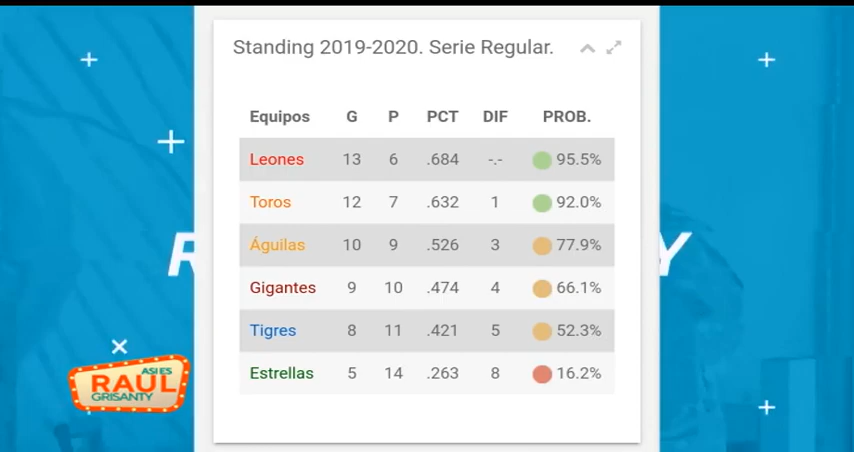 Standing 2019-2020. Serie Regular.
Equipos G P PCT DIF PROB.
Leones 13 6 .684 -.- 95.5%
Toros 12 7 .632 1 92.0%
Águilas 10 9 .526 3 77.9%
R Y
Gigantes 9 10 .474 4 66.1%
Tigres 8 11 .421 5 52.3%
Estrellas 5 14 .263 8 16.2%
ASI ES
RAUL
GRISANTY